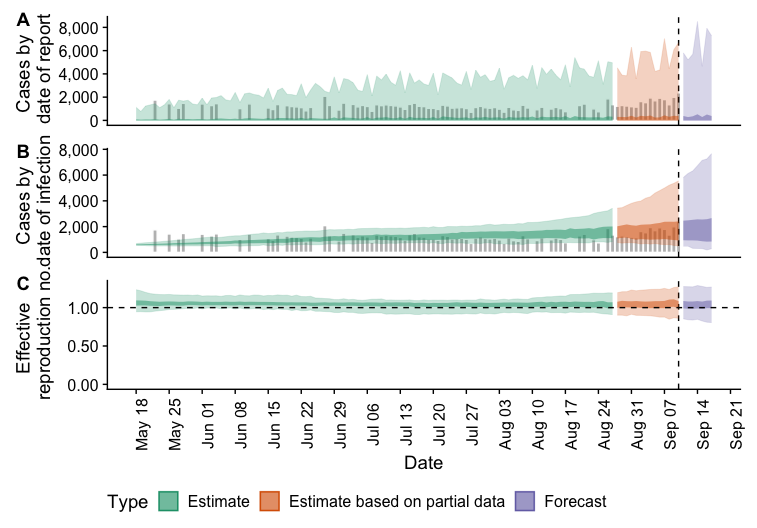 A
Cases by
date of report
8,000
6,000
4,000
2,000
0
B
Cases by
date of infection
8,000
6,000
4,000
2,000
0
C
Effective
reproduction no.
1.00
0.50
0.00
May 18
May 25
Jun 01
Jun 08
Jun 15
Jun 22
Jun 29
Jul 06
Jul 13
Jul 20
Jul 27
Aug 03
Aug 10
Aug 17
Aug 24
Aug 31
Sep 07
Sep 14
Sep 21
Date
Type Estimate Estimate based on partial data Forecast